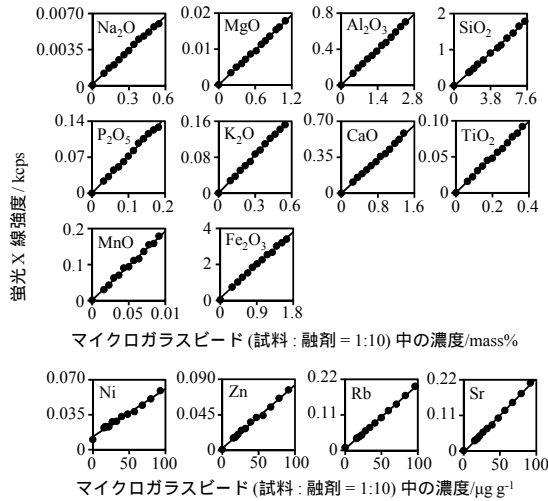 蛍光 X 線強度 / kcps
0.0070
0.0035
0
Na₂O
0 0.3 0.6
0.02
0.01
0
MgO
0 0.6 1.2
0.8
0.4
0
Al₂O₃
0 1.4 2.8
4
2
0
SiO₂
0 3.8 7.6
0.14
0.07
0
P₂O₅
0 0.1 0.2
0.16
0.08
0
K₂O
0 0.3 0.6
0.70
0.35
0
CaO
0 0.8 1.6
0.10
0.05
0.00
TiO₂
0 0.2 0.4
0.2
0.1
0
MnO
0.00 0.01
4
2
0
Fe₂O₃
0 0.9 1.8
マイクロガラスビード (試料 : 融剤 = 1:10) 中の濃度/mass%
0.070
0.035
0
Ni
0 50 100
0.090
0.045
0.00
Zn
0 50 100
0.22
0.11
0
Rb
0 50 100
0.22
0.11
0
Sr
0 50 100
マイクロガラスビード (試料 : 融剤 = 1:10) 中の濃度/μg g⁻¹